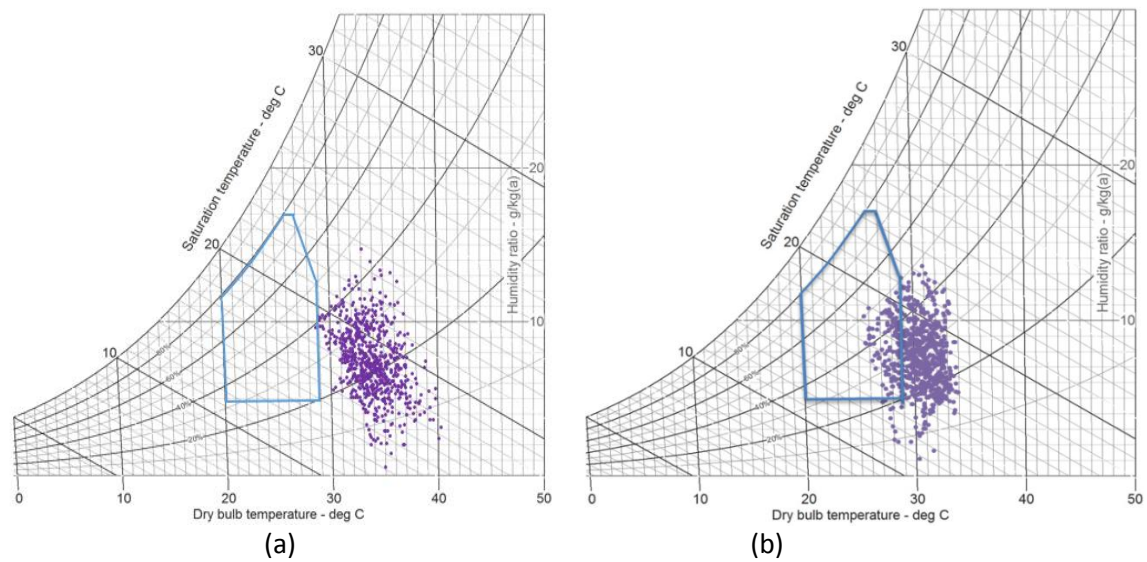 30
Saturation temperature - deg C
20
20
Humidity ratio - g/kg(a)
10
10
80%
60%
40%
20%
0 10 20 30 40 50
Dry bulb temperature - deg C
(a)
30
Saturation temperature - deg C
20
20
Humidity ratio - g/kg(a)
10
10
80%
60%
40%
20%
0 10 20 30 40 50
Dry bulb temperature - deg C
(b)